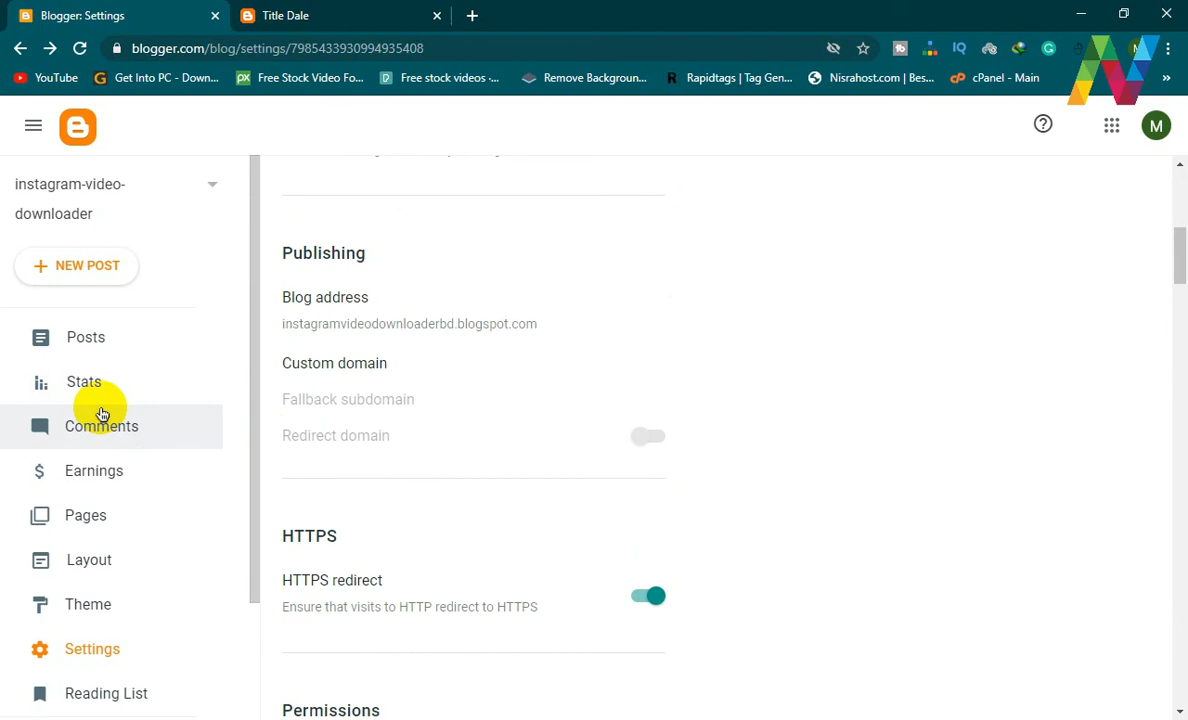 Blogger: Settings
Title Dale
blogger.com/blog/settings/7985433930994935408
YouTube
Get Into PC - Down...
Free Stock Video Fo...
Free stock videos -...
Remove Backgroun...
Rapidtags | Tag Gen...
Nisrahost.com | Bes...
cPanel - Main
instagram-video-
downloader
NEW POST
Posts
Stats
Comments
Earnings
Pages
Layout
Theme
Settings
Reading List
Publishing
Blog address
instagramvideodownloaderbd.blogspot.com
Custom domain
Fallback subdomain
Redirect domain
HTTPS
HTTPS redirect
Ensure that visits to HTTP redirect to HTTPS
Permissions
M